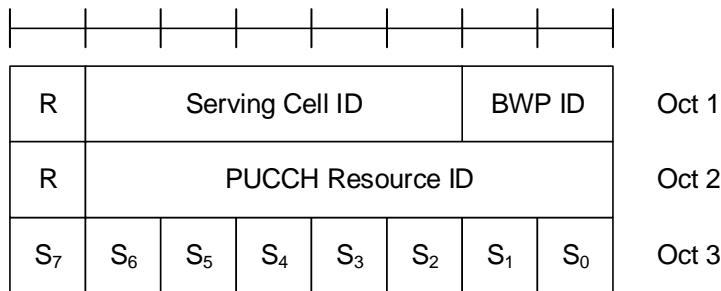 R Serving Cell ID BWP ID Oct 1
R PUCCH Resource ID Oct 2
S₇ S₆ S₅ S₄ S₃ S₂ S₁ S₀ Oct 3